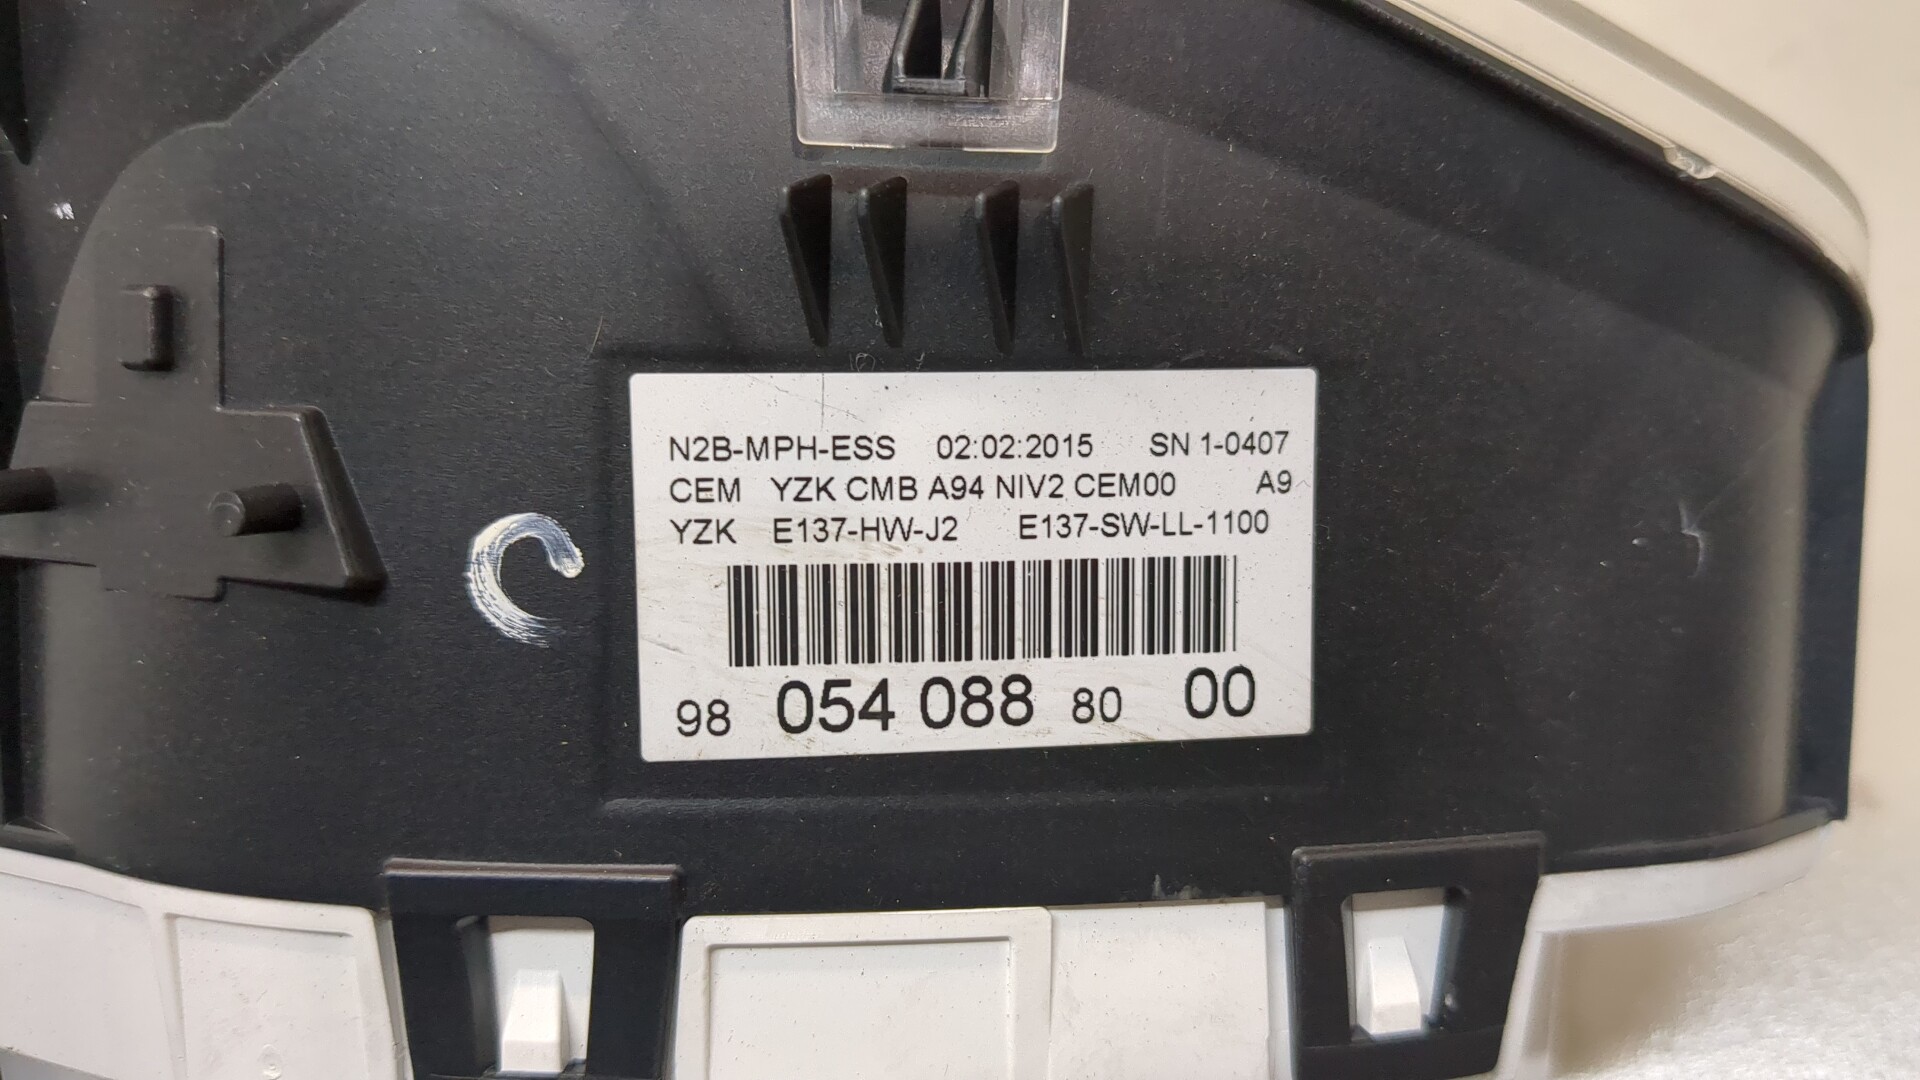 N2B-MPH-ESS 02:02:2015 SN 1-0407
CEM YZK CMB A94 NIV2 CEM00 A9
YZK E137-HW-J2 E137-SW-LL-1100
98 054 088 80 00